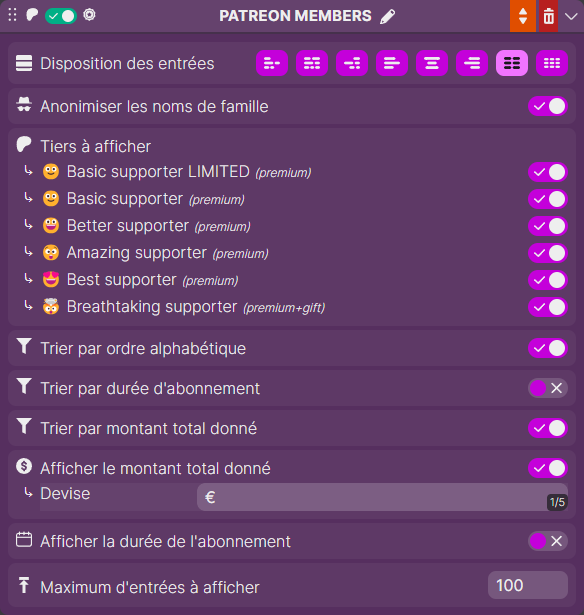 PATREON MEMBERS
Disposition des entrées
Anonimiser les noms de famille
Tiers à afficher
Basic supporter LIMITED (premium)
Basic supporter (premium)
Better supporter (premium)
Amazing supporter (premium)
Best supporter (premium)
Breathtaking supporter (premium+gift)
Trier par ordre alphabétique
Trier par durée d'abonnement
Trier par montant total donné
Afficher le montant total donné
Devise € 1/5
Afficher la durée de l'abonnement
Maximum d'entrées à afficher 100